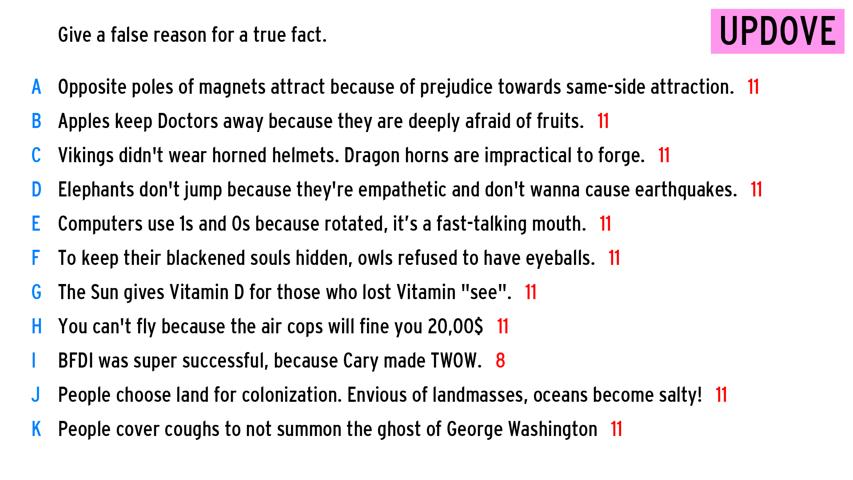 Give a false reason for a true fact.
UPDOVE
A Opposite poles of magnets attract because of prejudice towards same-side attraction. 11
B Apples keep Doctors away because they are deeply afraid of fruits. 11
C Vikings didn't wear horned helmets. Dragon horns are impractical to forge. 11
D Elephants don't jump because they're empathetic and don't wanna cause earthquakes. 11
E Computers use 1s and 0s because rotated, it’s a fast-talking mouth. 11
F To keep their blackened souls hidden, owls refused to have eyeballs. 11
G The Sun gives Vitamin D for those who lost Vitamin "see". 11
H You can't fly because the air cops will fine you 20,00$ 11
I BFDI was super successful, because Cary made TWOW. 8
J People choose land for colonization. Envious of landmasses, oceans become salty! 11
K People cover coughs to not summon the ghost of George Washington 11